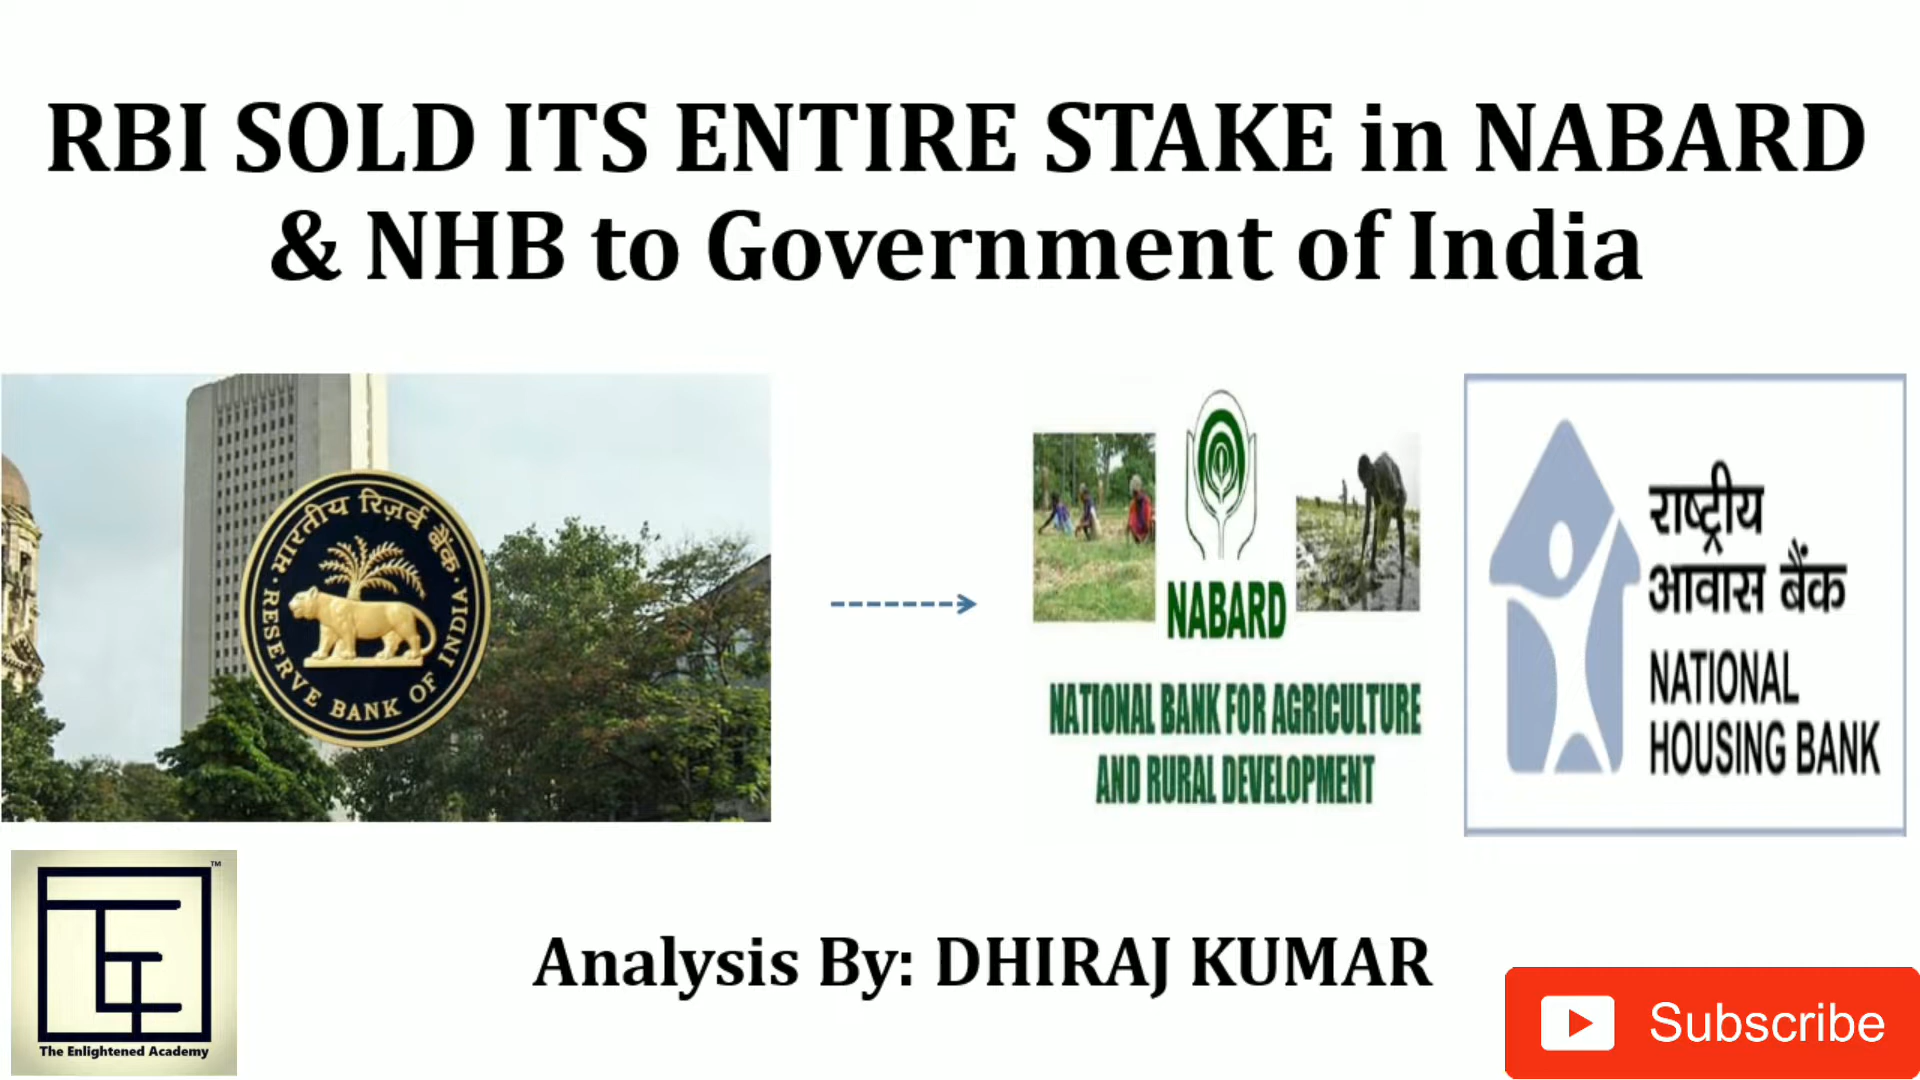 RBI SOLD ITS ENTIRE STAKE in NABARD
& NHB to Government of India
भारतीय रिज़र्व बैंक
RESERVE BANK OF INDIA
NABARD
NATIONAL BANK FOR AGRICULTURE
AND RURAL DEVELOPMENT
राष्ट्रीय
आवास बैंक
NATIONAL
HOUSING BANK
TM
The Enlightened Academy
Analysis By: DHIRAJ KUMAR
Subscribe